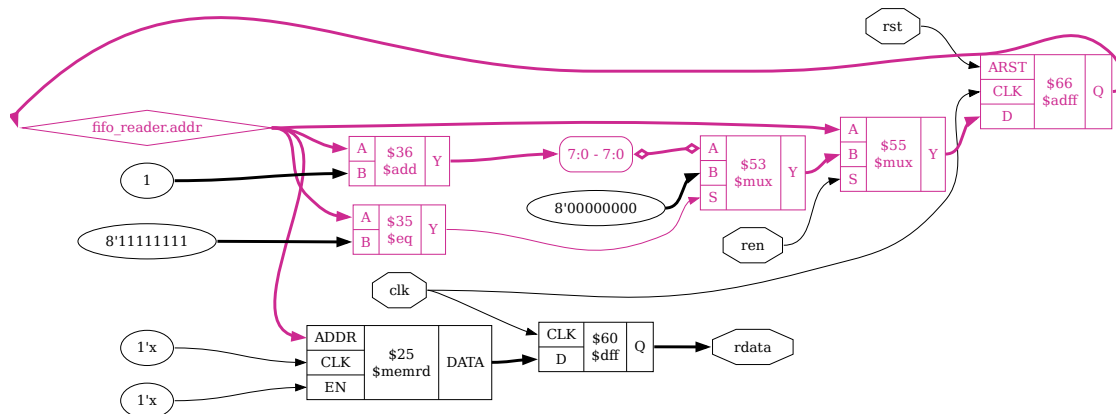 rst
ARST
CLK
D
$66
$adff
Q
fifo_reader.addr
A
B
$36
$add
Y
1
7:0 - 7:0
A
B
S
$53
$mux
Y
A
B
S
$55
$mux
Y
8'00000000
A
B
$35
$eq
Y
8'11111111
ren
clk
ADDR
CLK
EN
$25
$memrd
DATA
1'x
1'x
CLK
D
$60
$dff
Q
rdata